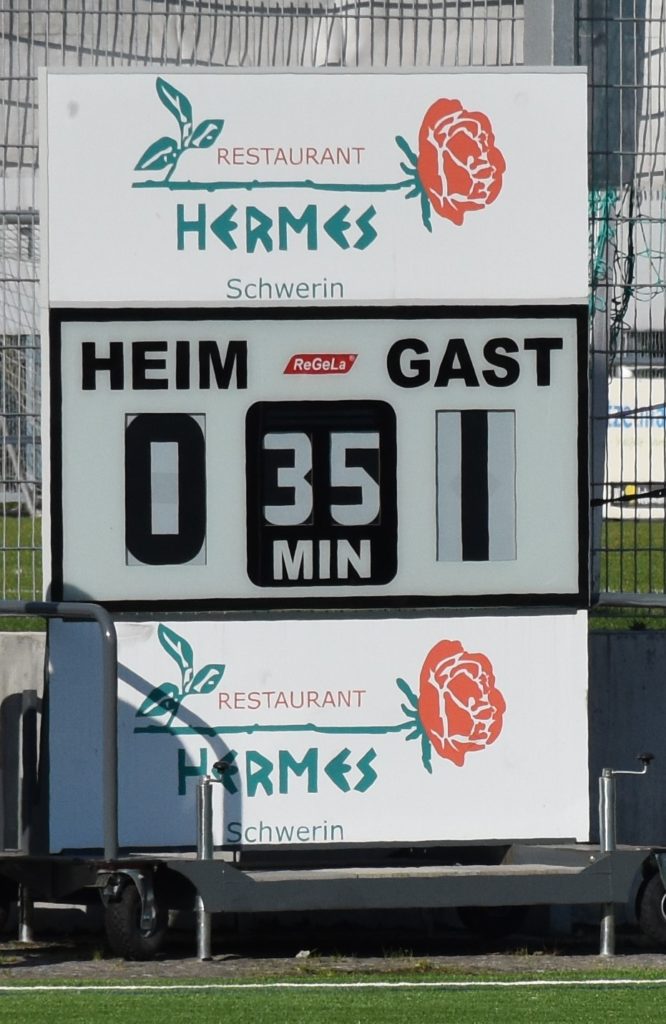 RESTAURANT
HERMES
Schwerin
HEIM ReGeLa® GAST
0 35 1
MIN
RESTAURANT
HERMES
Schwerin